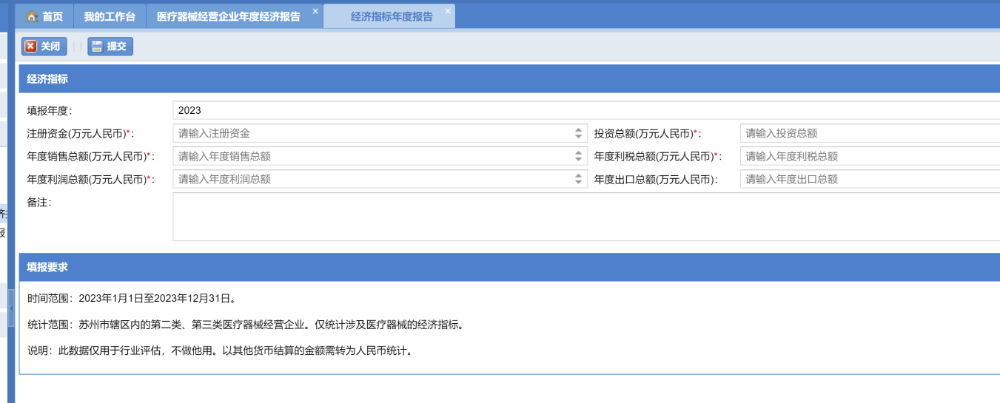 首页 我的工作台 医疗器械经营企业年度经济报告 经济指标年度报告
关闭 提交
经济指标
填报年度: 2023
注册资金(万元人民币)*: 请输入注册资金 投资总额(万元人民币)*: 请输入投资总额
年度销售总额(万元人民币)*: 请输入年度销售总额 年度利税总额(万元人民币)*: 请输入年度利税总额
年度利润总额(万元人民币)*: 请输入年度利润总额 年度出口总额(万元人民币): 请输入年度出口总额
备注:
填报要求
时间范围：2023年1月1日至2023年12月31日。
统计范围：苏州市辖区内的第二类、第三类医疗器械经营企业。仅统计涉及医疗器械的经济指标。
说明：此数据仅用于行业评估，不做他用。以其他货币结算的金额需转为人民币统计。